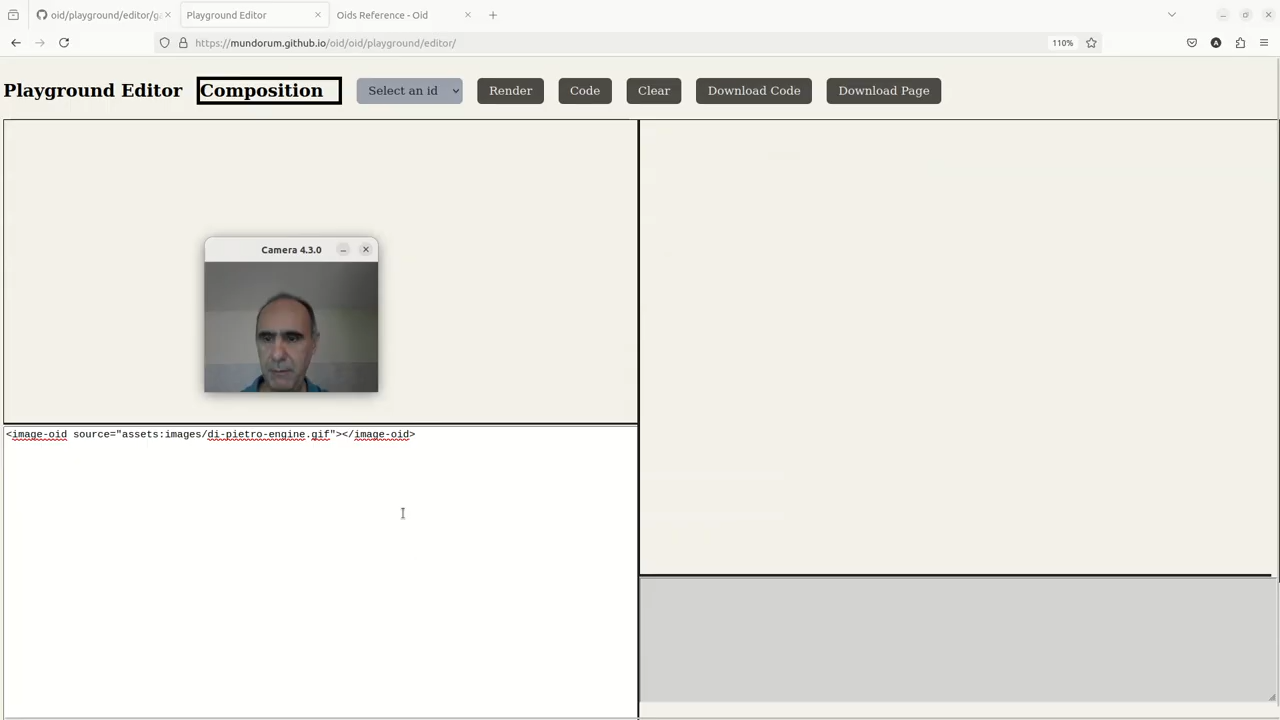 oid/playground/editor/ga
Playground Editor
Oids Reference - Oid
https://mundorum.github.io/oid/oid/playground/editor/
110%
Playground Editor
Composition
Select an id
Render
Code
Clear
Download Code
Download Page
Camera 4.3.0
<image-oid source="assets:images/di-pietro-engine.gif"></image-oid>